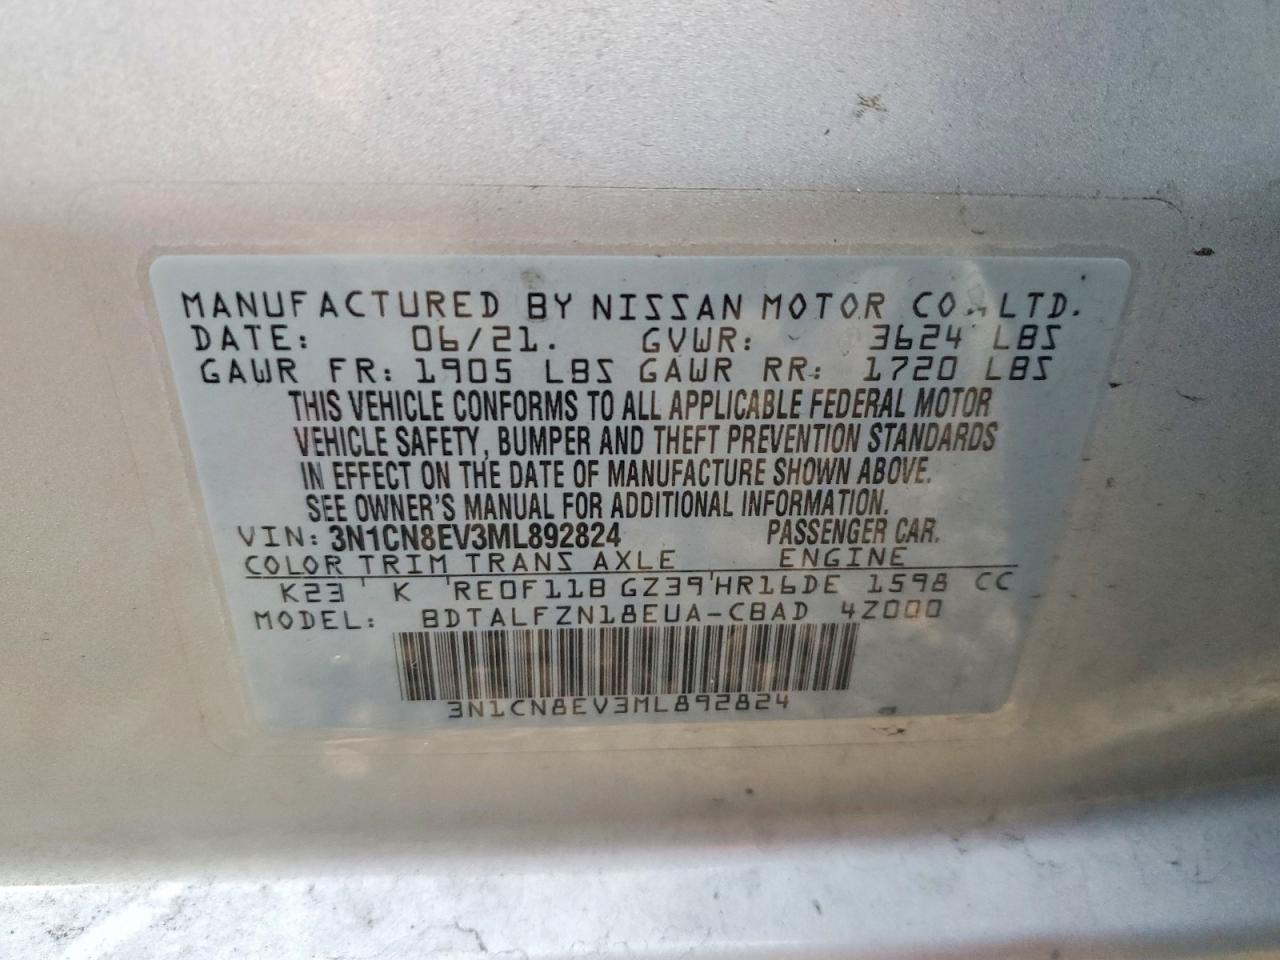 MANUFACTURED BY NISSAN MOTOR CO., LTD.
DATE: 06/21. GVWR: 3624 LBS
GAWR FR: 1905 LBS GAWR RR: 1720 LBS
THIS VEHICLE CONFORMS TO ALL APPLICABLE FEDERAL MOTOR
VEHICLE SAFETY, BUMPER AND THEFT PREVENTION STANDARDS
IN EFFECT ON THE DATE OF MANUFACTURE SHOWN ABOVE.
SEE OWNER'S MANUAL FOR ADDITIONAL INFORMATION.
VIN: 3N1CN8EV3ML892824 PASSENGER CAR.
COLOR TRIM TRANS AXLE ENGINE
K23 K RE0F11B GZ39 HR16DE 1598 CC
MODEL: BDTALFZN18EUA-CBAD 4Z000
3N1CN8EV3ML892824